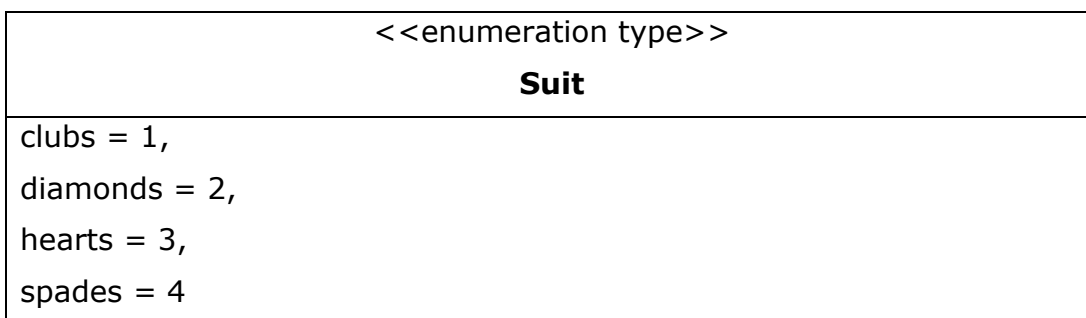 <<enumeration type>>
Suit
clubs = 1,
diamonds = 2,
hearts = 3,
spades = 4